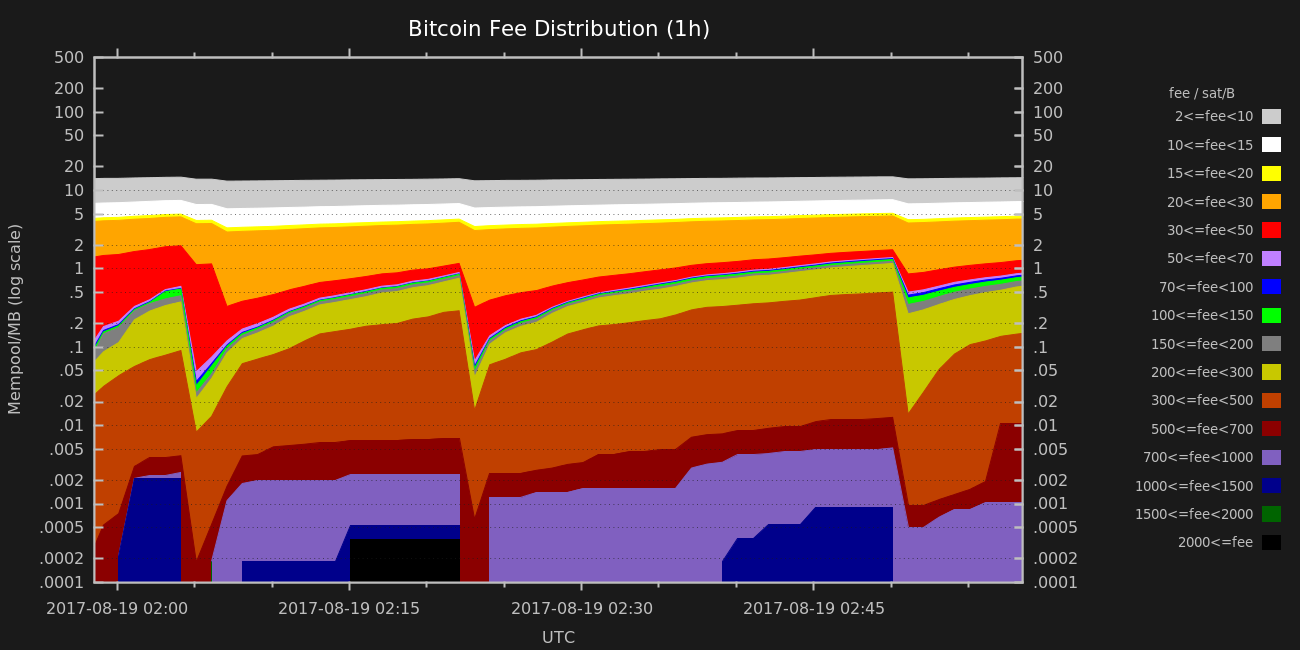 Bitcoin Fee Distribution (1h)
Mempool/MB (log scale)
500
200
100
50
20
10
5
2
1
.5
.2
.1
.05
.02
.01
.005
.002
.001
.0005
.0002
.0001
500
200
100
50
20
10
5
2
1
.5
.2
.1
.05
.02
.01
.005
.002
.001
.0005
.0002
.0001
2017-08-19 02:00
2017-08-19 02:15
2017-08-19 02:30
2017-08-19 02:45
UTC
fee / sat/B
2<=fee<10
10<=fee<15
15<=fee<20
20<=fee<30
30<=fee<50
50<=fee<70
70<=fee<100
100<=fee<150
150<=fee<200
200<=fee<300
300<=fee<500
500<=fee<700
700<=fee<1000
1000<=fee<1500
1500<=fee<2000
2000<=fee